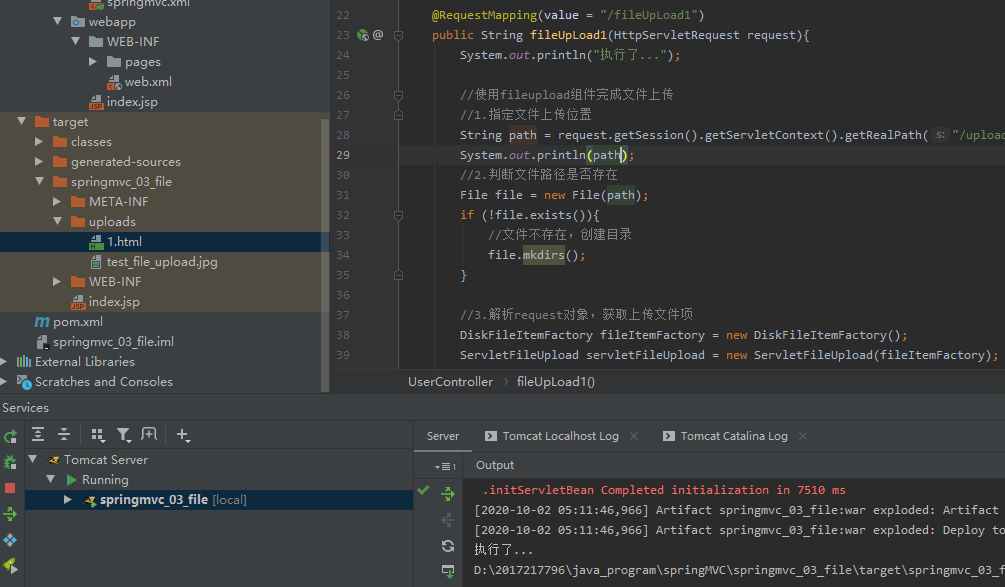 springmvc.xml
webapp
WEB-INF
pages
web.xml
index.jsp
target
classes
generated-sources
springmvc_03_file
META-INF
uploads
1.html
test_file_upload.jpg
WEB-INF
index.jsp
pom.xml
springmvc_03_file.iml
External Libraries
Scratches and Consoles
22 @RequestMapping(value = "/fileUpLoad1")
23 public String fileUpLoad1(HttpServletRequest request){
24 System.out.println("执行了...");
25
26 //使用fileupload组件完成文件上传
27 //1.指定文件上传位置
28 String path = request.getSession().getServletContext().getRealPath( s: "/upload
29 System.out.println(path);
30 //2.判断文件路径是否存在
31 File file = new File(path);
32 if (!file.exists()){
33 //文件不存在，创建目录
34 file.mkdirs();
35 }
36
37 //3.解析request对象，获取上传文件项
38 DiskFileItemFactory fileItemFactory = new DiskFileItemFactory();
39 ServletFileUpload servletFileUpload = new ServletFileUpload(fileItemFactory);
UserController › fileUpLoad1()
Services
Tomcat Server
Running
springmvc_03_file [local]
Server Tomcat Localhost Log Tomcat Catalina Log
1 Output
.initServletBean Completed initialization in 7510 ms
[2020-10-02 05:11:46,966] Artifact springmvc_03_file:war exploded: Artifact
[2020-10-02 05:11:46,966] Artifact springmvc_03_file:war exploded: Deploy to
执行了...
D:\2017217796\java_program\springMVC\springmvc_03_file\target\springmvc_03_f